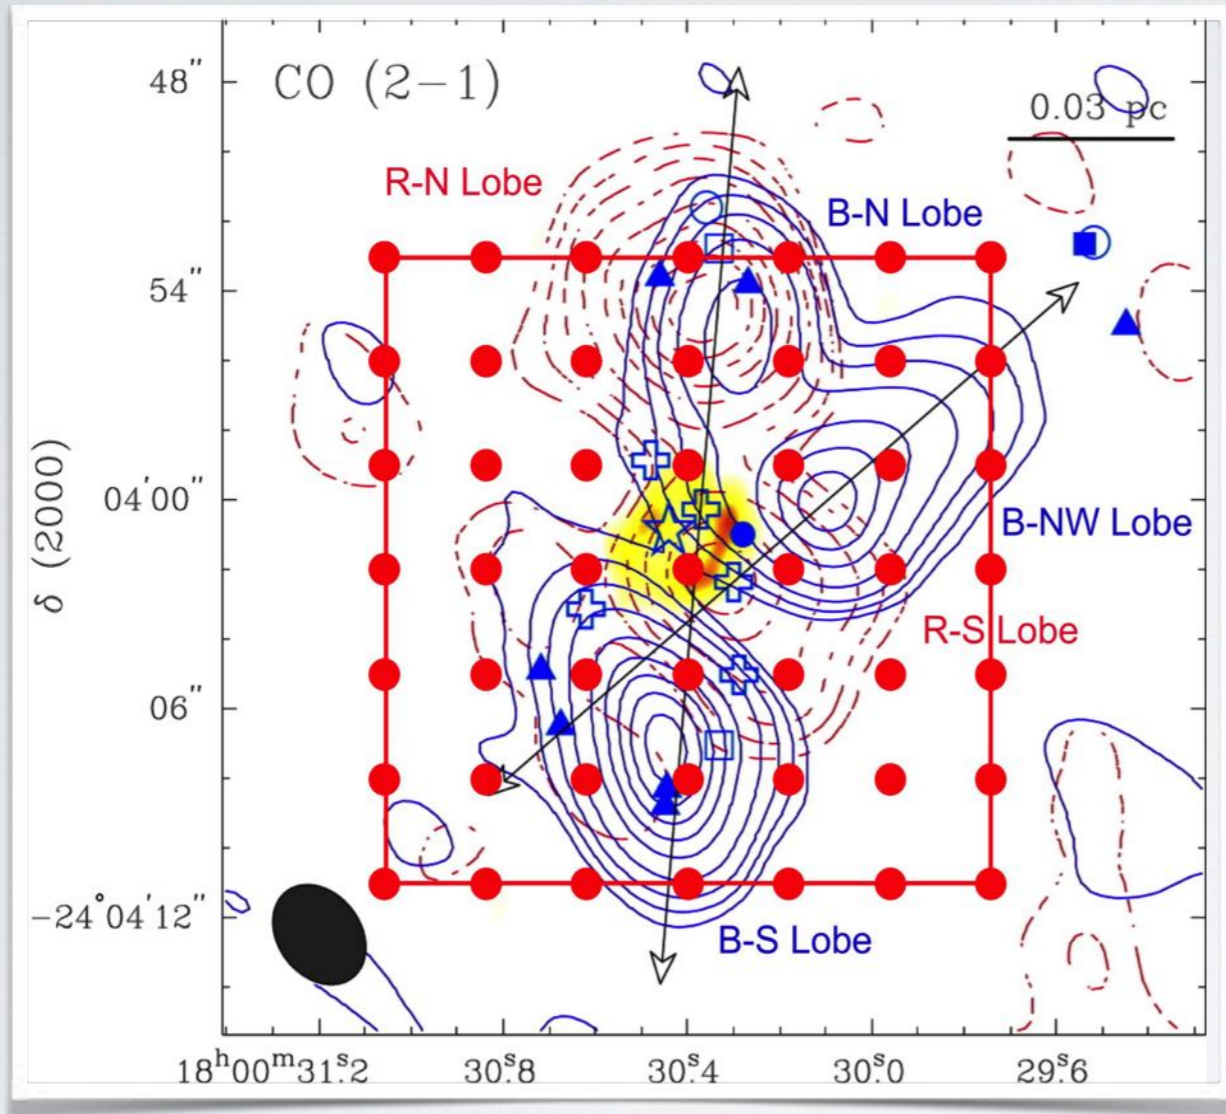 48"
CO (2-1)
0.03 pc
R-N Lobe
B-N Lobe
54"
δ (2000)
04'00"
B-NW Lobe
R-S Lobe
06"
-24°04'12"
B-S Lobe
18ʰ00ᵐ31ˢ.2
30ˢ.8
30ˢ.4
30ˢ.0
29ˢ.6